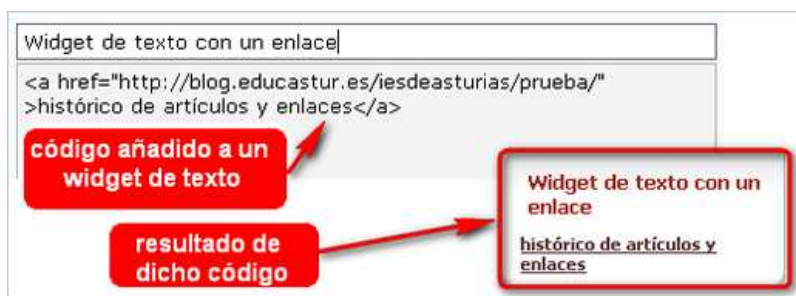 Widget de texto con un enlace
<a href="http://blog.educastur.es/iesdeasturias/prueba/"
>histórico de artículos y enlaces</a>
código añadido a un
widget de texto
Widget de texto con un
enlace
resultado de
dicho código
histórico de artículos y
enlaces